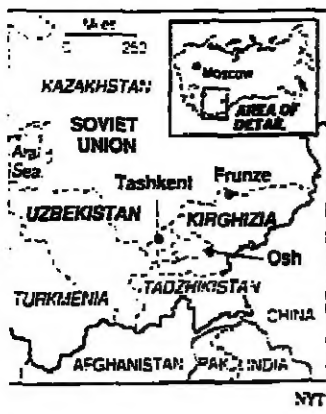 Miles
0 250
Moscow
AREA OF
DETAIL
KAZAKHSTAN
SOVIET
UNION
Aral
Sea
Tashkent
Frunze
UZBEKISTAN
KIRGHIZIA
Osh
TURKMENIA
TADZHIKISTAN
CHINA
AFGHANISTAN
PAK.
INDIA
NYT